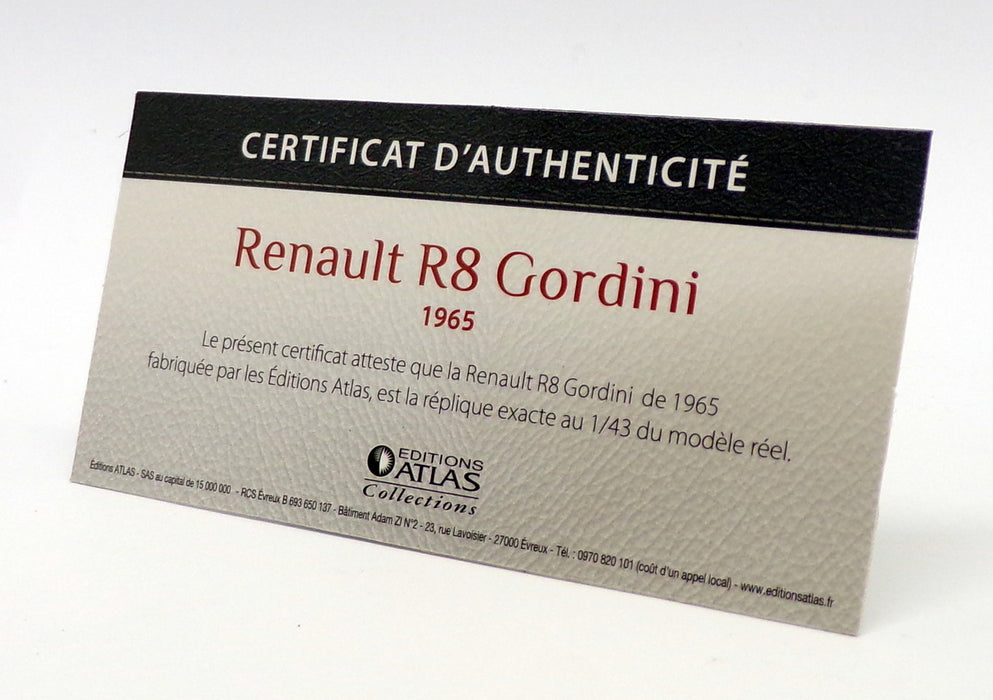 CERTIFICAT D'AUTHENTICITÉ
Renault R8 Gordini
1965
Le présent certificat atteste que la Renault R8 Gordini de 1965
fabriquée par les Éditions Atlas, est la réplique exacte au 1/43 du modèle réel.
EDITIONS
ATLAS
Collections
Éditions ATLAS - SAS au capital de 15 000 000 - RCS Évreux B 693 650 137 - Bâtiment Adam ZI N°2 - 23, rue Lavoisier - 27000 Évreux - Tél. : 0970 820 101 (coût d'un appel local) - www.editionsatlas.fr